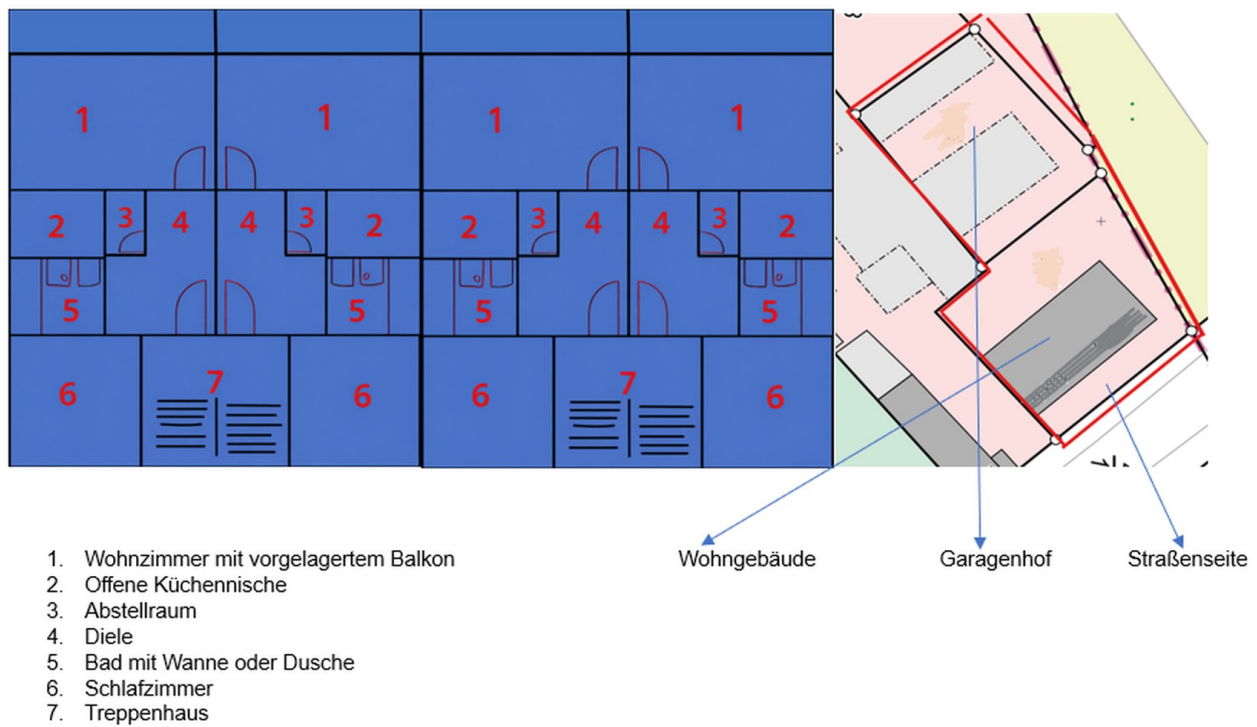 1 1 1 1
2 3 4 4 3 2 2 3 4 4 3 2
5 5 5 5
6 7 6 6 7 6
1. Wohnzimmer mit vorgelagertem Balkon
2. Offene Küchennische
3. Abstellraum
4. Diele
5. Bad mit Wanne oder Dusche
6. Schlafzimmer
7. Treppenhaus
Wohngebäude
Garagenhof
Straßenseite